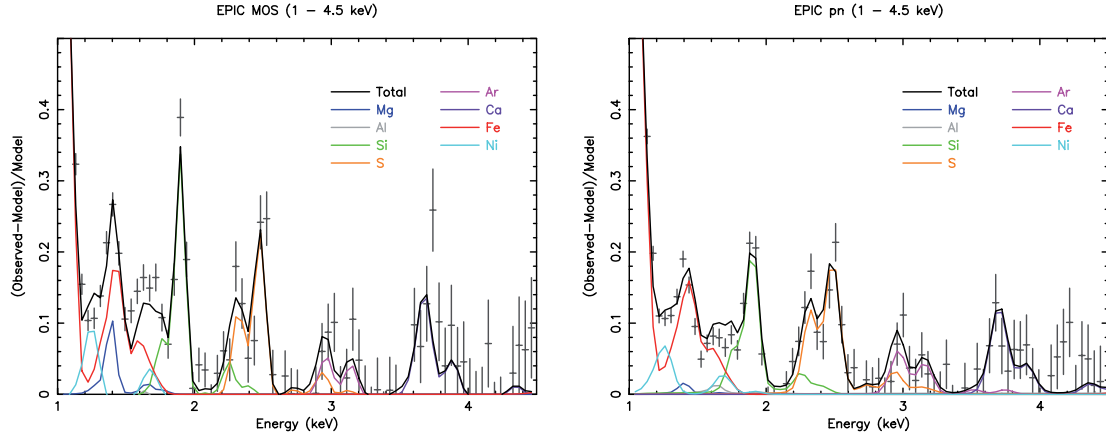 EPIC MOS (1 – 4.5 keV)
(Observed–Model)/Model
0.4
0.3
0.2
0.1
0
Total
Mg
Al
Si
S
Ar
Ca
Fe
Ni
1 2 3 4
Energy (keV)
EPIC pn (1 – 4.5 keV)
(Observed–Model)/Model
0.4
0.3
0.2
0.1
0
Total
Mg
Al
Si
S
Ar
Ca
Fe
Ni
1 2 3 4
Energy (keV)